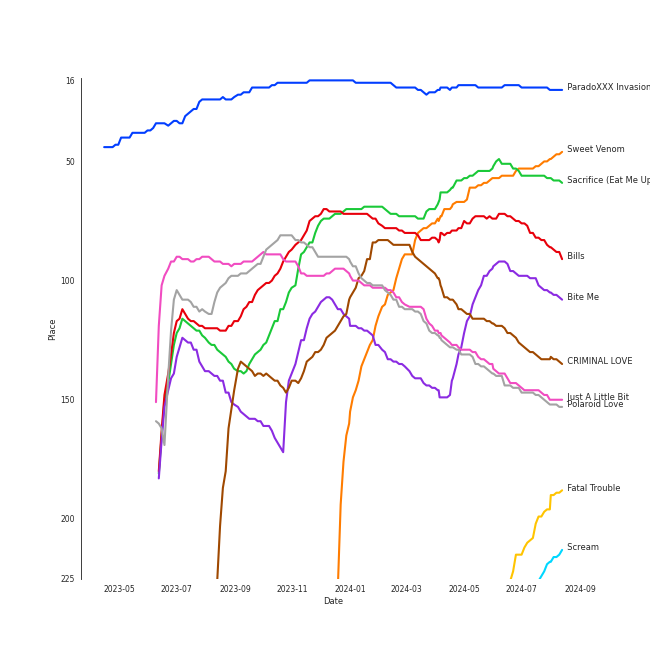 16
ParadoXXX Invasion
Sweet Venom
50
Sacrifice (Eat Me Up
Bills
100
Bite Me
Place
CRIMINAL LOVE
150
Just A Little Bit
Polaroid Love
Fatal Trouble
200
Scream
225
2023-05 2023-07 2023-09 2023-11 2024-01 2024-03 2024-05 2024-07 2024-09
Date